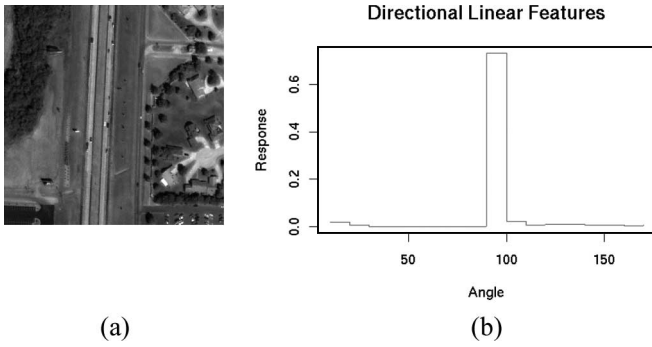 Directional Linear Features
Response
0.0 0.2 0.4 0.6
50 100 150
Angle
(a) (b)